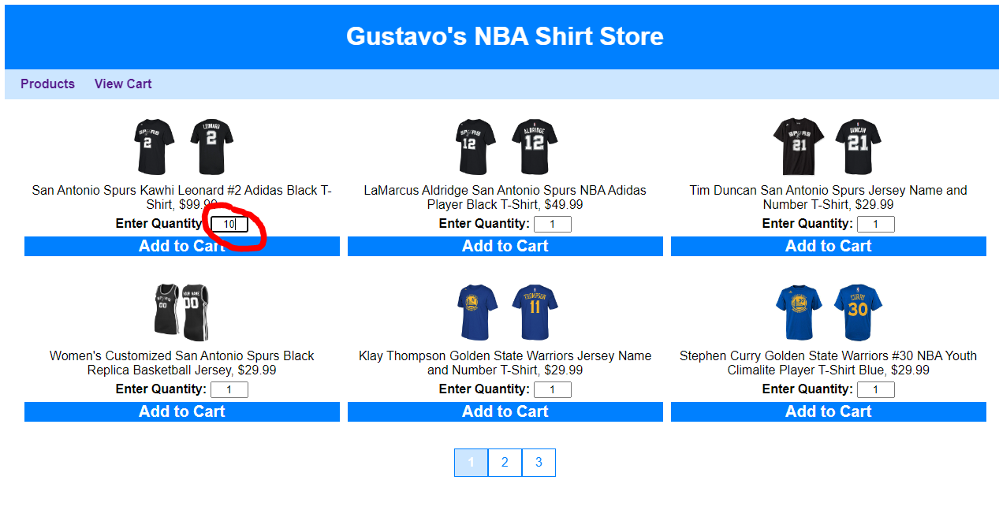 Gustavo's NBA Shirt Store
Products View Cart
SPURS 2 LEONARD 2
SPURS 12 ALDRIDGE 12
SPURS 21 DUNCAN 21
San Antonio Spurs Kawhi Leonard #2 Adidas Black T-
Shirt, $99.99
LaMarcus Aldridge San Antonio Spurs NBA Adidas
Player Black T-Shirt, $49.99
Tim Duncan San Antonio Spurs Jersey Name and
Number T-Shirt, $29.99
Enter Quantity: 10
Enter Quantity: 1
Enter Quantity: 1
Add to Cart
Add to Cart
Add to Cart
SPURS 00 YOUR NAME 00
THOMPSON 11
30 CURRY 30
Women's Customized San Antonio Spurs Black
Replica Basketball Jersey, $29.99
Klay Thompson Golden State Warriors Jersey Name
and Number T-Shirt, $29.99
Stephen Curry Golden State Warriors #30 NBA Youth
Climalite Player T-Shirt Blue, $29.99
Enter Quantity: 1
Enter Quantity: 1
Enter Quantity: 1
Add to Cart
Add to Cart
Add to Cart
1 2 3